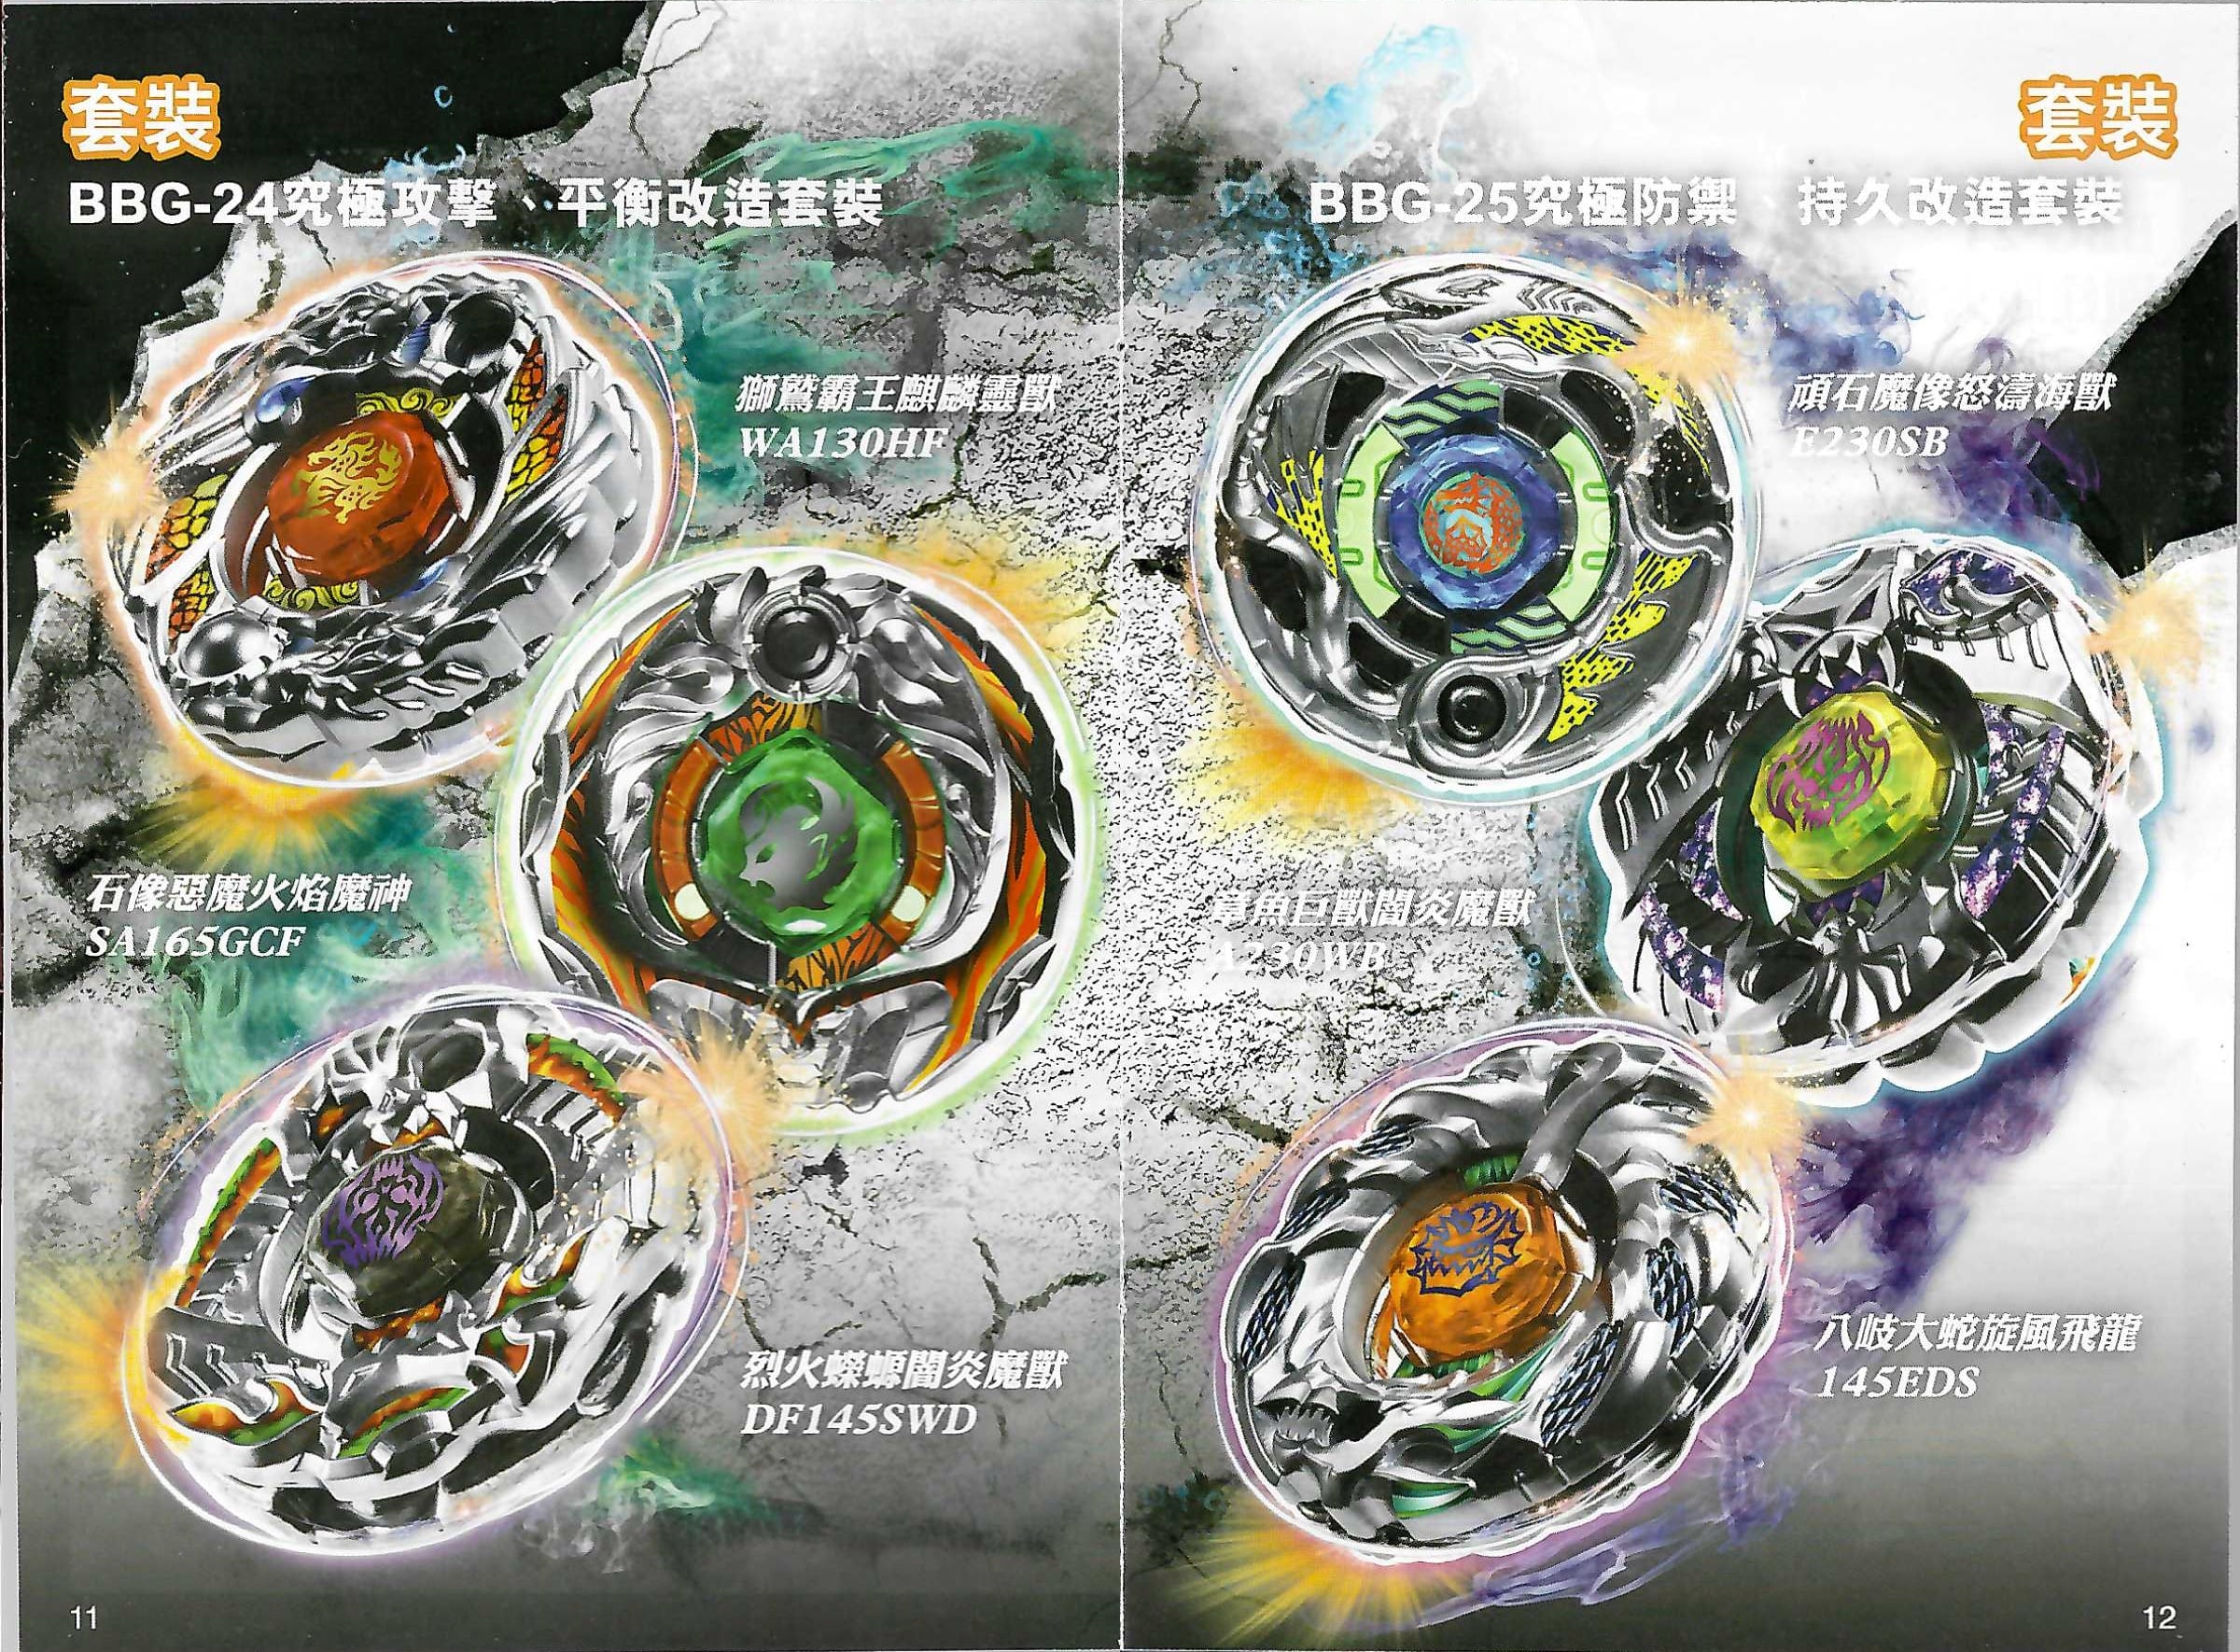 套裝
BBG-24究極攻擊、平衡改造套裝
獅鷲霸王麒麟靈獸
WA130HF
石像惡魔火焰魔神
SA165GCF
烈火蠑螈閻炎魔獸
DF145SWD
11
套裝
BBG-25究極防禦、持久改造套裝
頑石魔像怒濤海獸
E230SB
章魚巨獸閻炎魔獸
A230WB
八岐大蛇旋風飛龍
145EDS
12